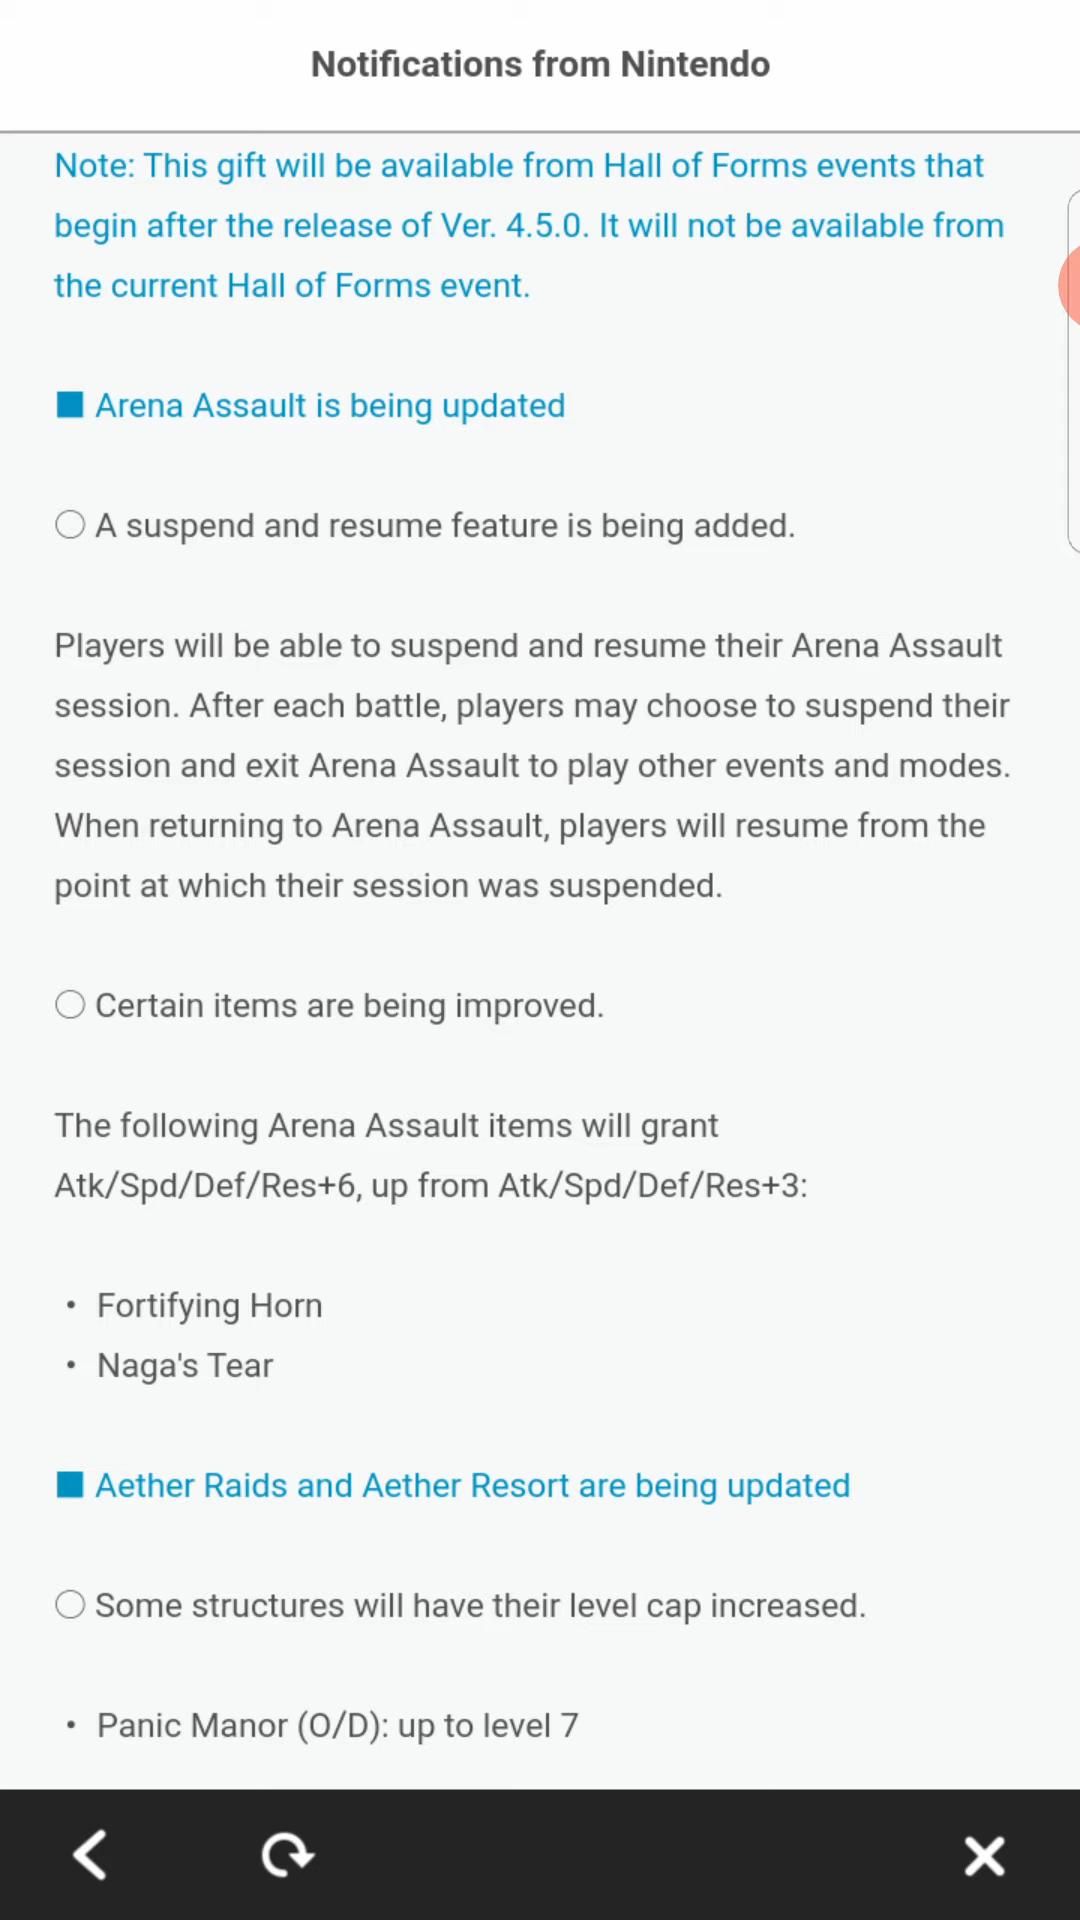 Notifications from Nintendo
Note: This gift will be available from Hall of Forms events that
begin after the release of Ver. 4.5.0. It will not be available from
the current Hall of Forms event.
■ Arena Assault is being updated
○ A suspend and resume feature is being added.
Players will be able to suspend and resume their Arena Assault
session. After each battle, players may choose to suspend their
session and exit Arena Assault to play other events and modes.
When returning to Arena Assault, players will resume from the
point at which their session was suspended.
○ Certain items are being improved.
The following Arena Assault items will grant
Atk/Spd/Def/Res+6, up from Atk/Spd/Def/Res+3:
• Fortifying Horn
• Naga's Tear
■ Aether Raids and Aether Resort are being updated
○ Some structures will have their level cap increased.
• Panic Manor (O/D): up to level 7